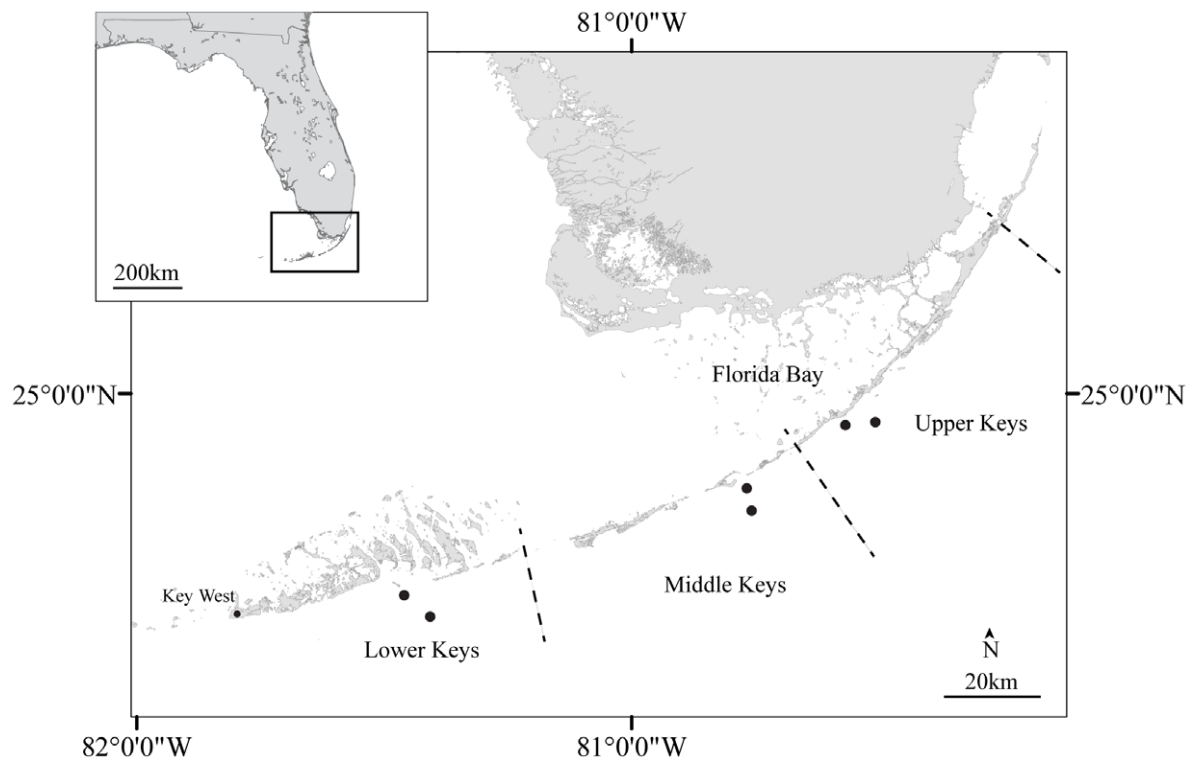 81°0'0"W
200km
25°0'0"N
Florida Bay
25°0'0"N
Upper Keys
Middle Keys
Key West
Lower Keys
N
20km
82°0'0"W
81°0'0"W